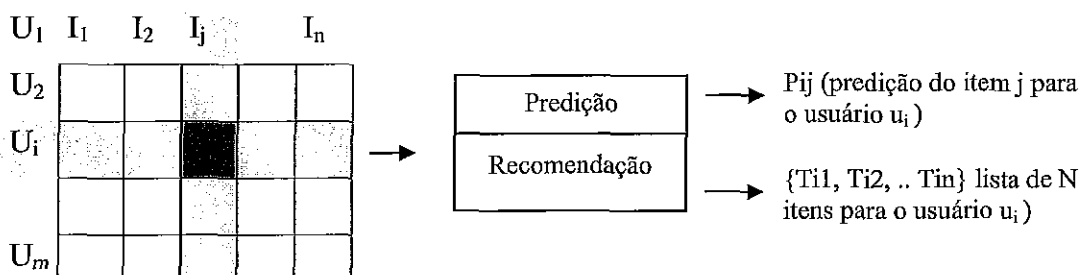 U1 I1 I2 Ij In
U2
Ui
Um
Predição
Recomendação
Pij (predição do item j para
o usuário ui )
{Ti1, Ti2, .. Tin} lista de N
itens para o usuário ui )